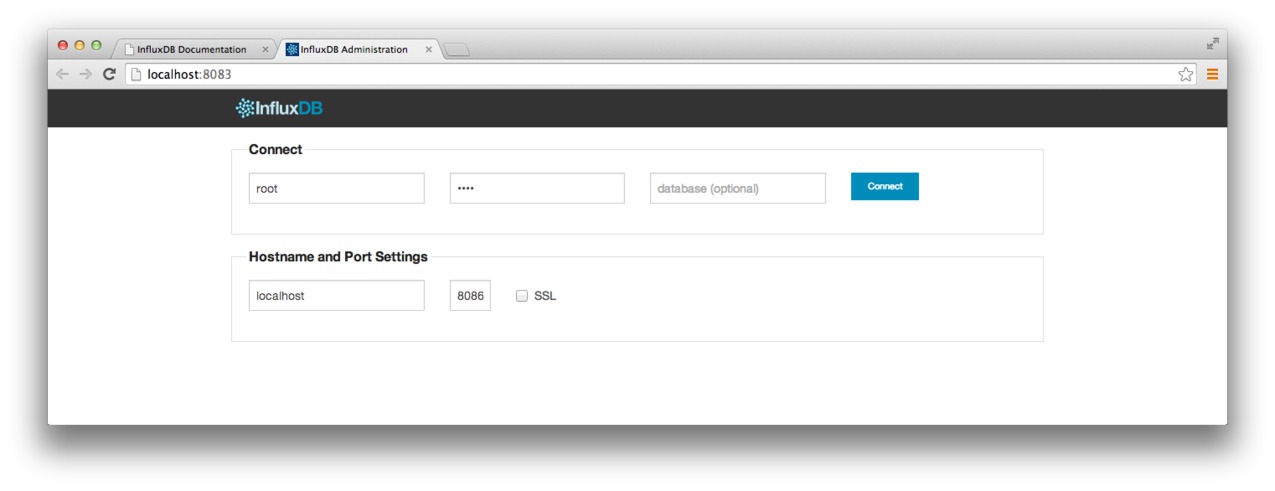 InfluxDB Documentation × InfluxDB Administration ×
localhost:8083
InfluxDB
Connect
root •••• database (optional) Connect
Hostname and Port Settings
localhost 8086 SSL